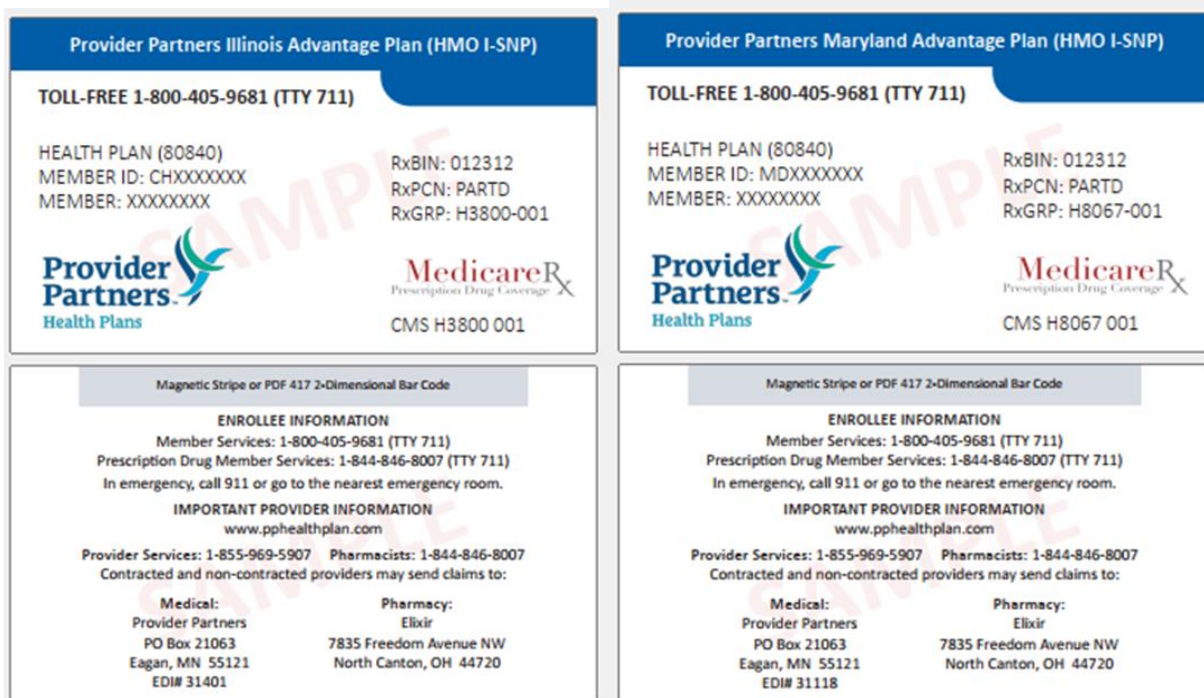 Provider Partners Illinois Advantage Plan (HMO I-SNP)
TOLL-FREE 1-800-405-9681 (TTY 711)
HEALTH PLAN (80840)
MEMBER ID: CHXXXXXXX
MEMBER: XXXXXXXX
RxBIN: 012312
RxPCN: PARTD
RxGRP: H3800-001
SAMPLE
Provider
Partners
Health Plans
MedicareRx
Prescription Drug Coverage
CMS H3800 001
Magnetic Stripe or PDF 417 2-Dimensional Bar Code
ENROLLEE INFORMATION
Member Services: 1-800-405-9681 (TTY 711)
Prescription Drug Member Services: 1-844-846-8007 (TTY 711)
In emergency, call 911 or go to the nearest emergency room.
IMPORTANT PROVIDER INFORMATION
www.pphealthplan.com
Provider Services: 1-855-969-5907 Pharmacists: 1-844-846-8007
Contracted and non-contracted providers may send claims to:
SAMPLE
Medical:
Provider Partners
PO Box 21063
Eagan, MN 55121
EDI# 31401
Pharmacy:
Elixir
7835 Freedom Avenue NW
North Canton, OH 44720
Provider Partners Maryland Advantage Plan (HMO I-SNP)
TOLL-FREE 1-800-405-9681 (TTY 711)
HEALTH PLAN (80840)
MEMBER ID: MDXXXXXXX
MEMBER: XXXXXXXX
RxBIN: 012312
RxPCN: PARTD
RxGRP: H8067-001
SAMPLE
Provider
Partners
Health Plans
MedicareRx
Prescription Drug Coverage
CMS H8067 001
Magnetic Stripe or PDF 417 2-Dimensional Bar Code
ENROLLEE INFORMATION
Member Services: 1-800-405-9681 (TTY 711)
Prescription Drug Member Services: 1-844-846-8007 (TTY 711)
In emergency, call 911 or go to the nearest emergency room.
IMPORTANT PROVIDER INFORMATION
www.pphealthplan.com
Provider Services: 1-855-969-5907 Pharmacists: 1-844-846-8007
Contracted and non-contracted providers may send claims to:
SAMPLE
Medical:
Provider Partners
PO Box 21063
Eagan, MN 55121
EDI# 31118
Pharmacy:
Elixir
7835 Freedom Avenue NW
North Canton, OH 44720